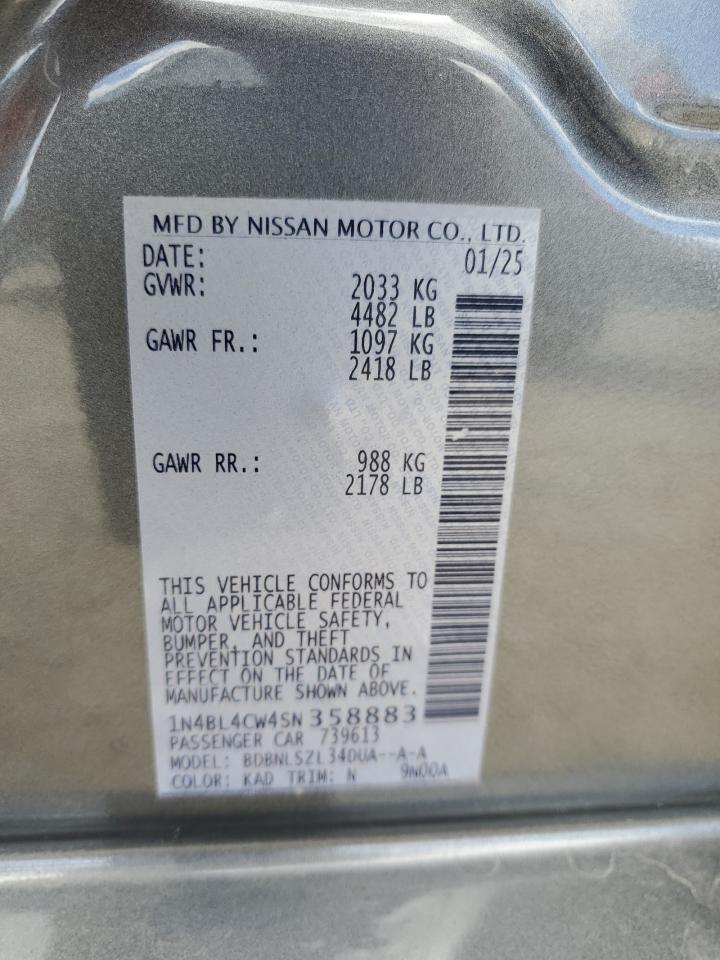 MFD BY NISSAN MOTOR CO., LTD.
DATE: 01/25
GVWR: 2033 KG
4482 LB
GAWR FR.: 1097 KG
2418 LB
GAWR RR.: 988 KG
2178 LB
THIS VEHICLE CONFORMS TO
ALL APPLICABLE FEDERAL
MOTOR VEHICLE SAFETY,
BUMPER, AND THEFT
PREVENTION STANDARDS IN
EFFECT ON THE DATE OF
MANUFACTURE SHOWN ABOVE.
1N4BL4CW4SN358883
PASSENGER CAR 739613
MODEL: BDBNLSZL34DUA--A-A
COLOR: KAD TRIM: N 9N00A